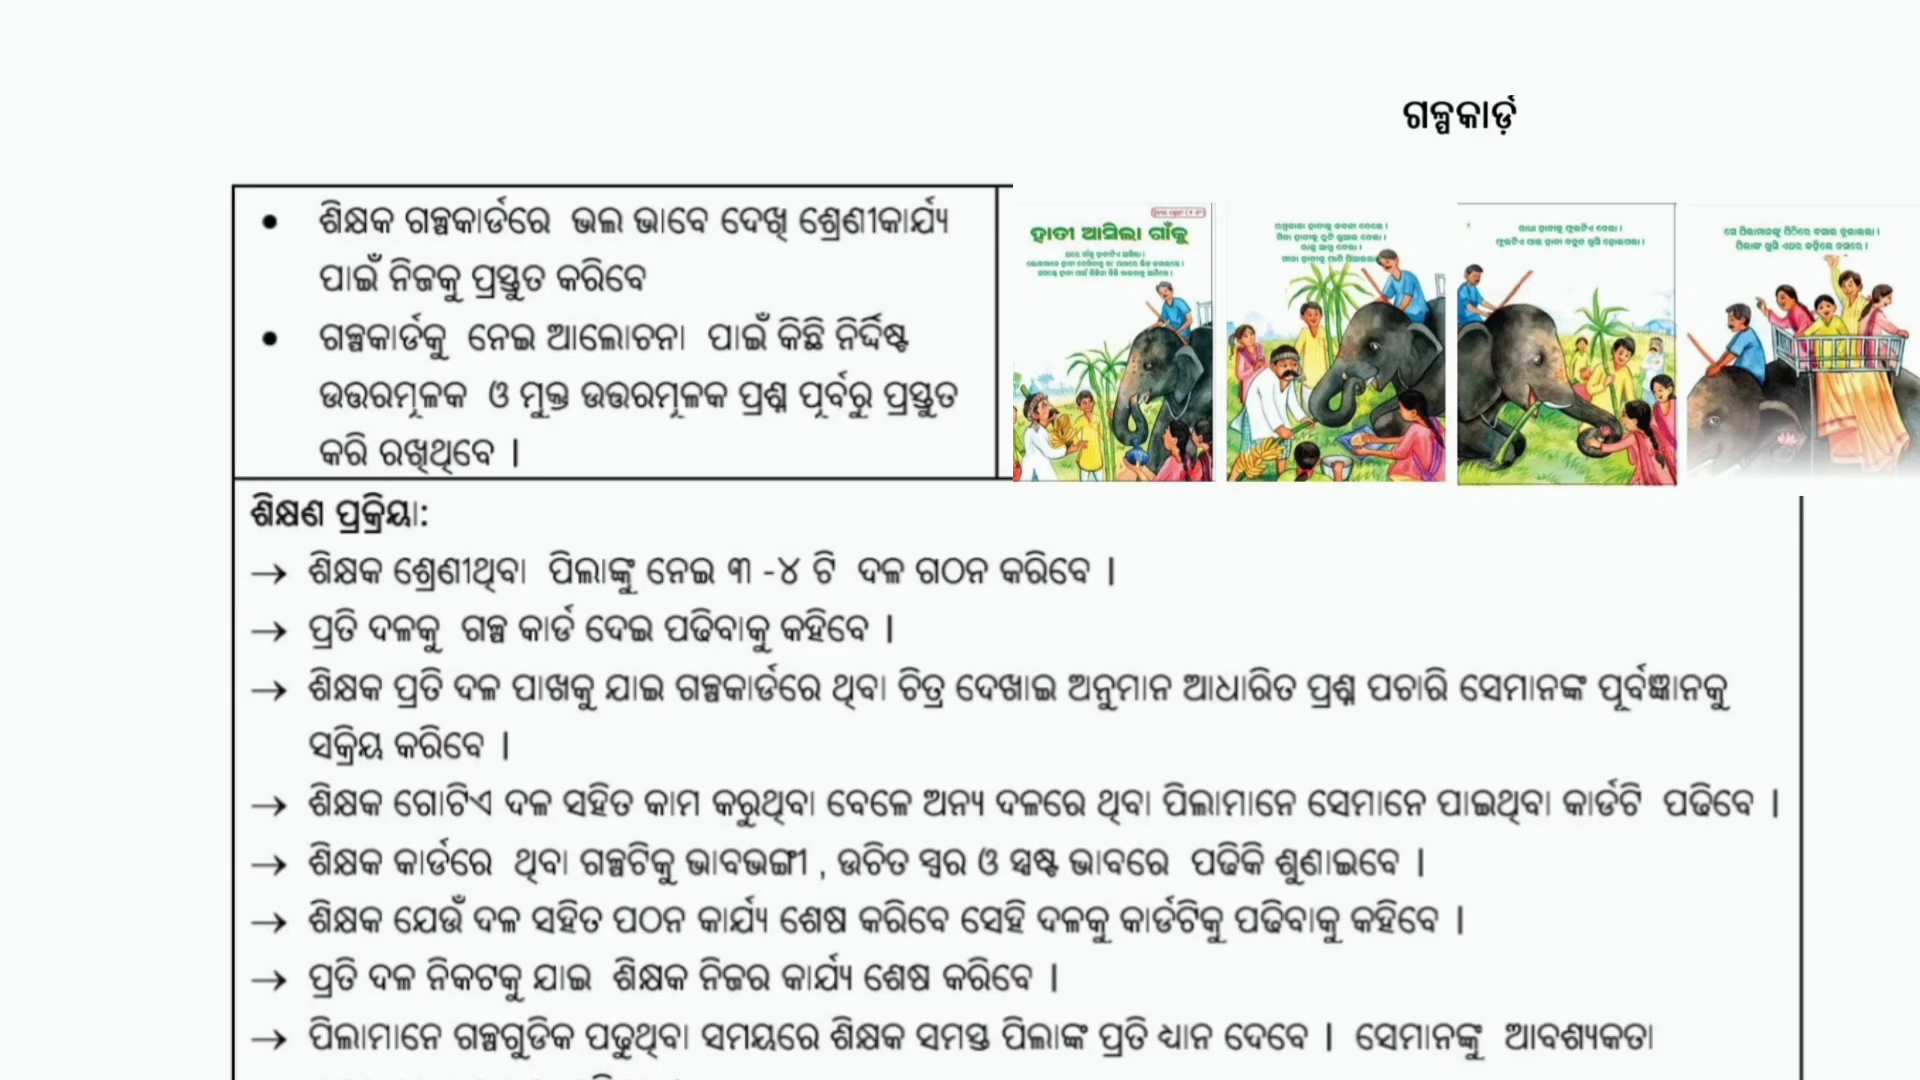 ଗଳ୍ପକାର୍ଡ଼
• ଶିକ୍ଷକ ଗଳ୍ପକାର୍ଡରେ ଭଲ ଭାବେ ଦେଖି ଶ୍ରେଣୀକାର୍ଯ୍ୟ
ପାଇଁ ନିଜକୁ ପ୍ରସ୍ତୁତ କରିବେ
• ଗଳ୍ପକାର୍ଡକୁ ନେଇ ଆଲୋଚନା ପାଇଁ କିଛି ନିର୍ଦ୍ଦିଷ୍ଟ
ଉତ୍ତରମୂଳକ ଓ ମୁକ୍ତ ଉତ୍ତରମୂଳକ ପ୍ରଶ୍ନ ପୂର୍ବରୁ ପ୍ରସ୍ତୁତ
କରି ରଖିଥିବେ ।
ହାତୀ ଆସିଲା ଗାଁକୁ
ଶିକ୍ଷଣ ପ୍ରକ୍ରିୟା:
→ ଶିକ୍ଷକ ଶ୍ରେଣୀଥିବା ପିଲାଙ୍କୁ ନେଇ ୩ -୪ ଟି ଦଳ ଗଠନ କରିବେ ।
→ ପ୍ରତି ଦଳକୁ ଗଳ୍ପ କାର୍ଡ ଦେଇ ପଢିବାକୁ କହିବେ ।
→ ଶିକ୍ଷକ ପ୍ରତି ଦଳ ପାଖକୁ ଯାଇ ଗଳ୍ପକାର୍ଡରେ ଥିବା ଚିତ୍ର ଦେଖାଇ ଅନୁମାନ ଆଧାରିତ ପ୍ରଶ୍ନ ପଚାରି ସେମାନଙ୍କ ପୂର୍ବଜ୍ଞାନକୁ
ସକ୍ରିୟ କରିବେ ।
→ ଶିକ୍ଷକ ଗୋଟିଏ ଦଳ ସହିତ କାମ କରୁଥିବା ବେଳେ ଅନ୍ୟ ଦଳରେ ଥିବା ପିଲାମାନେ ସେମାନେ ପାଇଥିବା କାର୍ଡଟି ପଢିବେ ।
→ ଶିକ୍ଷକ କାର୍ଡରେ ଥିବା ଗଳ୍ପଟିକୁ ଭାବଭଙ୍ଗୀ , ଉଚିତ ସ୍ୱର ଓ ସ୍ପଷ୍ଟ ଭାବରେ ପଢିକି ଶୁଣାଇବେ ।
→ ଶିକ୍ଷକ ଯେଉଁ ଦଳ ସହିତ ପଠନ କାର୍ଯ୍ୟ ଶେଷ କରିବେ ସେହି ଦଳକୁ କାର୍ଡଟିକୁ ପଢିବାକୁ କହିବେ ।
→ ପ୍ରତି ଦଳ ନିକଟକୁ ଯାଇ ଶିକ୍ଷକ ନିଜର କାର୍ଯ୍ୟ ଶେଷ କରିବେ ।
→ ପିଲାମାନେ ଗଳ୍ପଗୁଡିକ ପଢୁଥିବା ସମୟରେ ଶିକ୍ଷକ ସମସ୍ତ ପିଲାଙ୍କ ପ୍ରତି ଧ୍ୟାନ ଦେବେ । ସେମାନଙ୍କୁ ଆବଶ୍ୟକତା